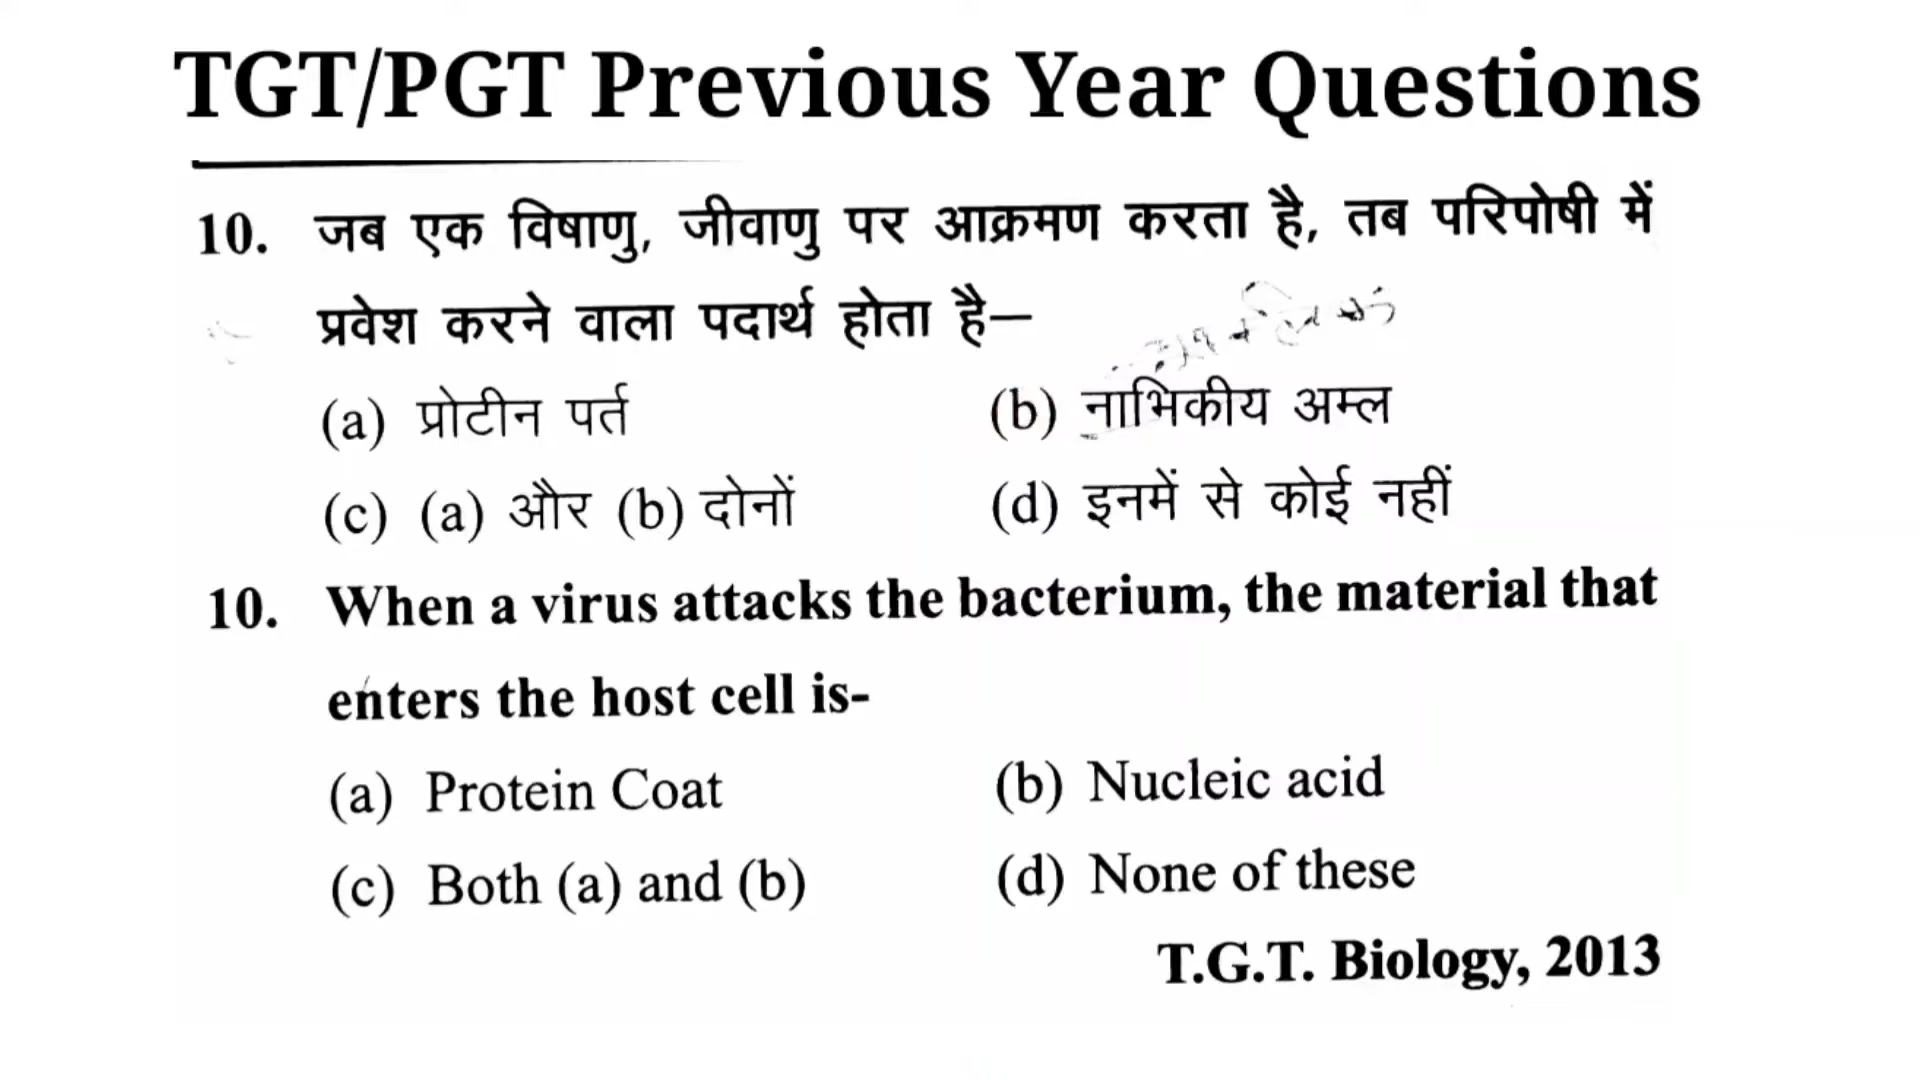 TGT/PGT Previous Year Questions
10. जब एक विषाणु, जीवाणु पर आक्रमण करता है, तब परिपोषी में
प्रवेश करने वाला पदार्थ होता है–
(a) प्रोटीन पर्त (b) नाभिकीय अम्ल
(c) (a) और (b) दोनों (d) इनमें से कोई नहीं
10. When a virus attacks the bacterium, the material that
enters the host cell is-
(a) Protein Coat (b) Nucleic acid
(c) Both (a) and (b) (d) None of these
T.G.T. Biology, 2013